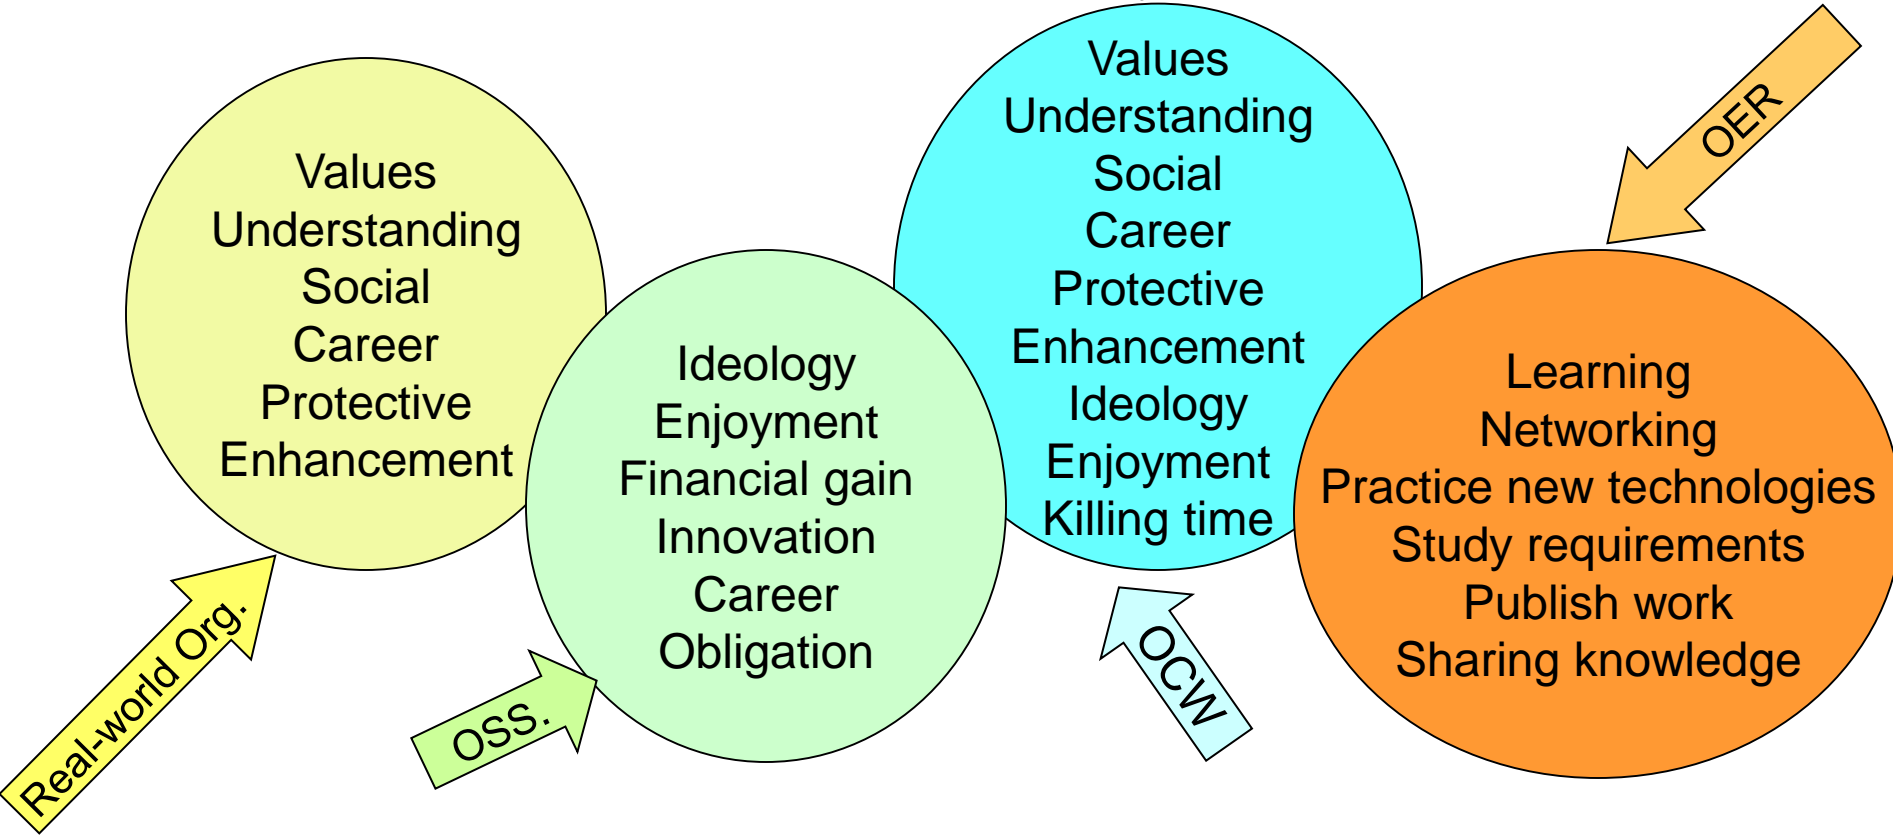 Values
Understanding
Social
Career
Protective
Enhancement
Real-world Org.
Ideology
Enjoyment
Financial gain
Innovation
Career
Obligation
OSS.
Values
Understanding
Social
Career
Protective
Enhancement
Ideology
Enjoyment
Killing time
OCW
OER
Learning
Networking
Practice new technologies
Study requirements
Publish work
Sharing knowledge